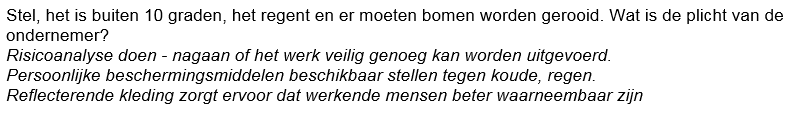 Stel, het is buiten 10 graden, het regent en er moeten bomen worden gerooid. Wat is de plicht van de
ondernemer?
Risicoanalyse doen - nagaan of het werk veilig genoeg kan worden uitgevoerd.
Persoonlijke beschermingsmiddelen beschikbaar stellen tegen koude, regen.
Reflecterende kleding zorgt ervoor dat werkende mensen beter waarneembaar zijn